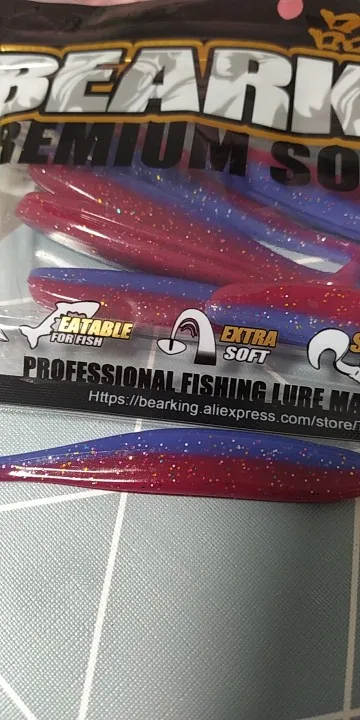 BEARK
REMIUM SO
EATABLE
FOR FISH
EXTRA
SOFT
S
PROFESSIONAL FISHING LURE MA
Https://bearking.aliexpress.com/store/